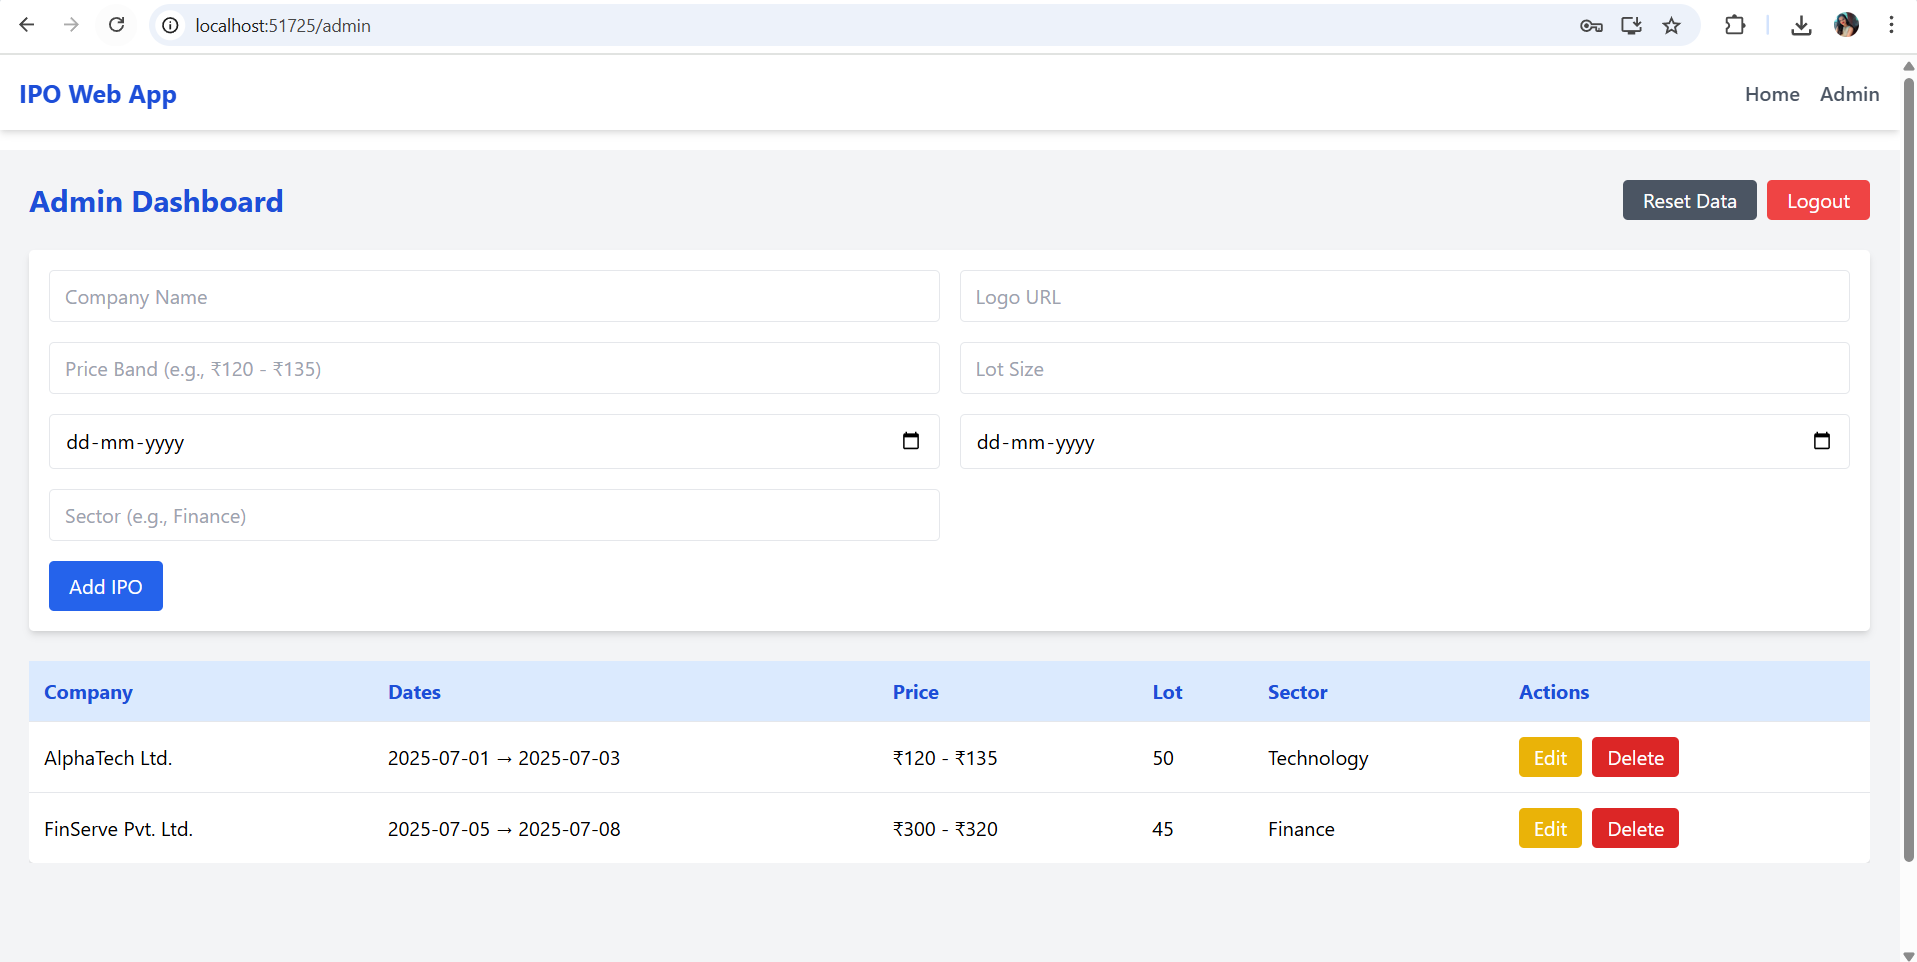 localhost:51725/admin
IPO Web App
Home Admin
Admin Dashboard
Reset Data Logout
Company Name Logo URL
Price Band (e.g., ₹120 - ₹135) Lot Size
dd-mm-yyyy dd-mm-yyyy
Sector (e.g., Finance)
Add IPO
Company Dates Price Lot Sector Actions
AlphaTech Ltd. 2025-07-01 → 2025-07-03 ₹120 - ₹135 50 Technology Edit Delete
FinServe Pvt. Ltd. 2025-07-05 → 2025-07-08 ₹300 - ₹320 45 Finance Edit Delete